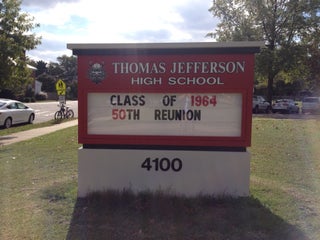 THOMAS JEFFERSON
HIGH SCHOOL
CLASS OF 1964
50TH REUNION
4100